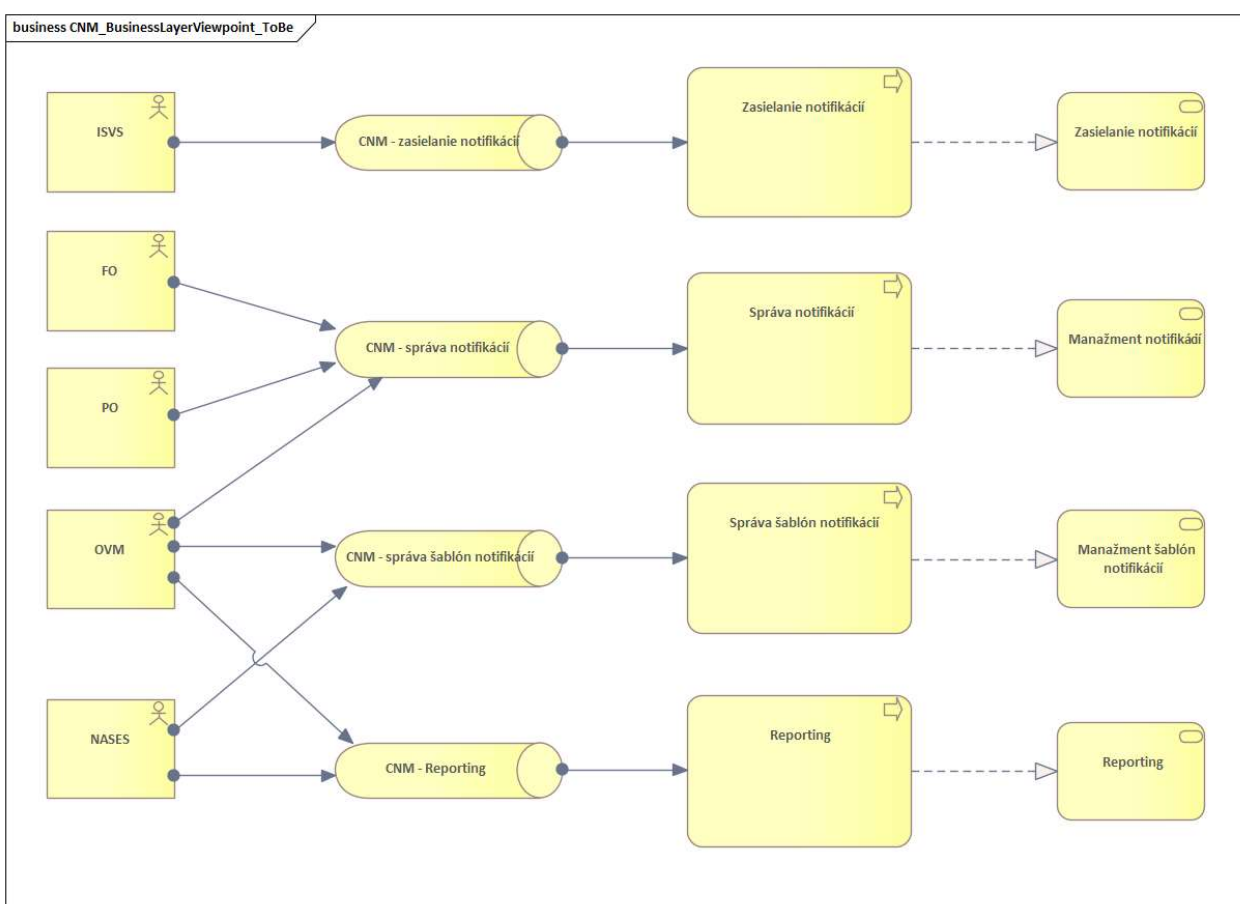 business CNM_BusinessLayerViewpoint_ToBe
ISVS
CNM - zasielanie notifikácií
Zasielanie notifikácií
Zasielanie notifikácií
FO
CNM - správa notifikácií
Správa notifikácií
Manažment notifikácií
PO
OVM
CNM - správa šablón notifikácií
Správa šablón notifikácií
Manažment šablón
notifikácií
NASES
CNM - Reporting
Reporting
Reporting